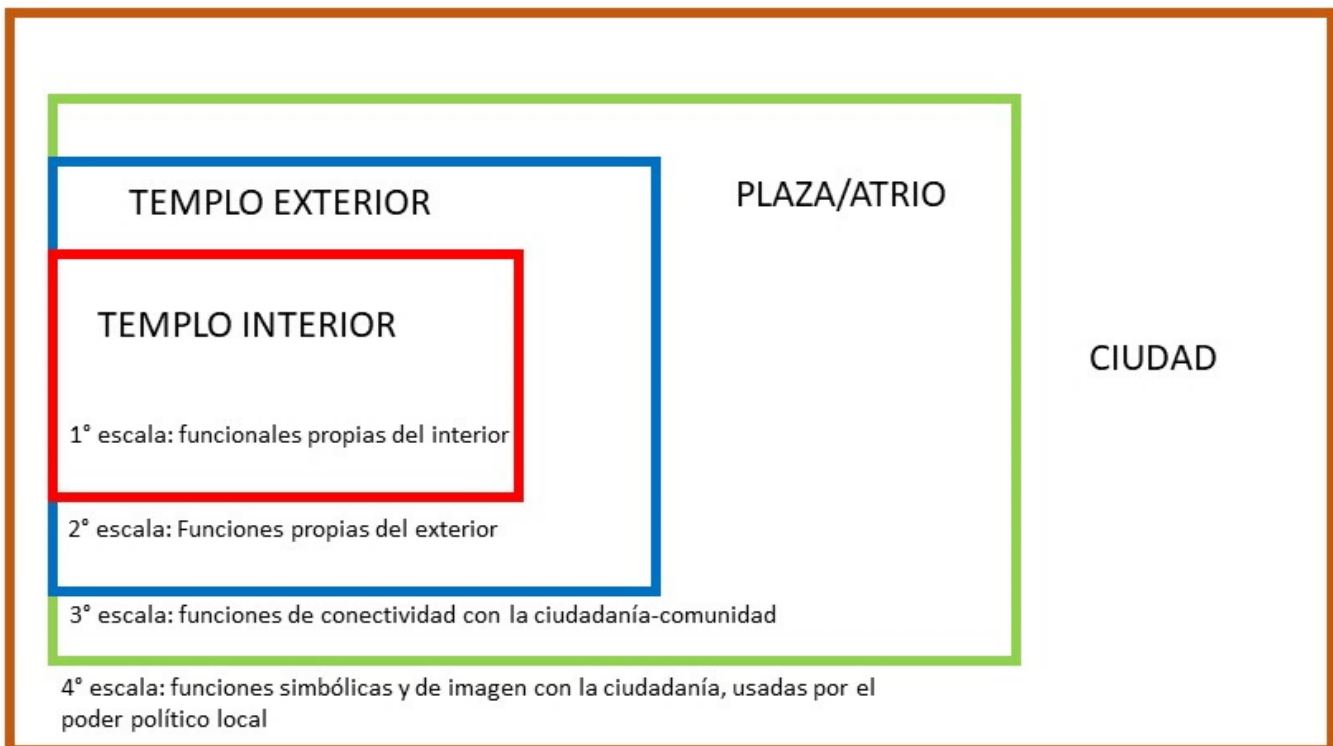 TEMPLO EXTERIOR
PLAZA/ATRIO
TEMPLO INTERIOR
CIUDAD
1° escala: funcionales propias del interior
2° escala: Funciones propias del exterior
3° escala: funciones de conectividad con la ciudadanía-comunidad
4° escala: funciones simbólicas y de imagen con la ciudadanía, usadas por el
poder político local